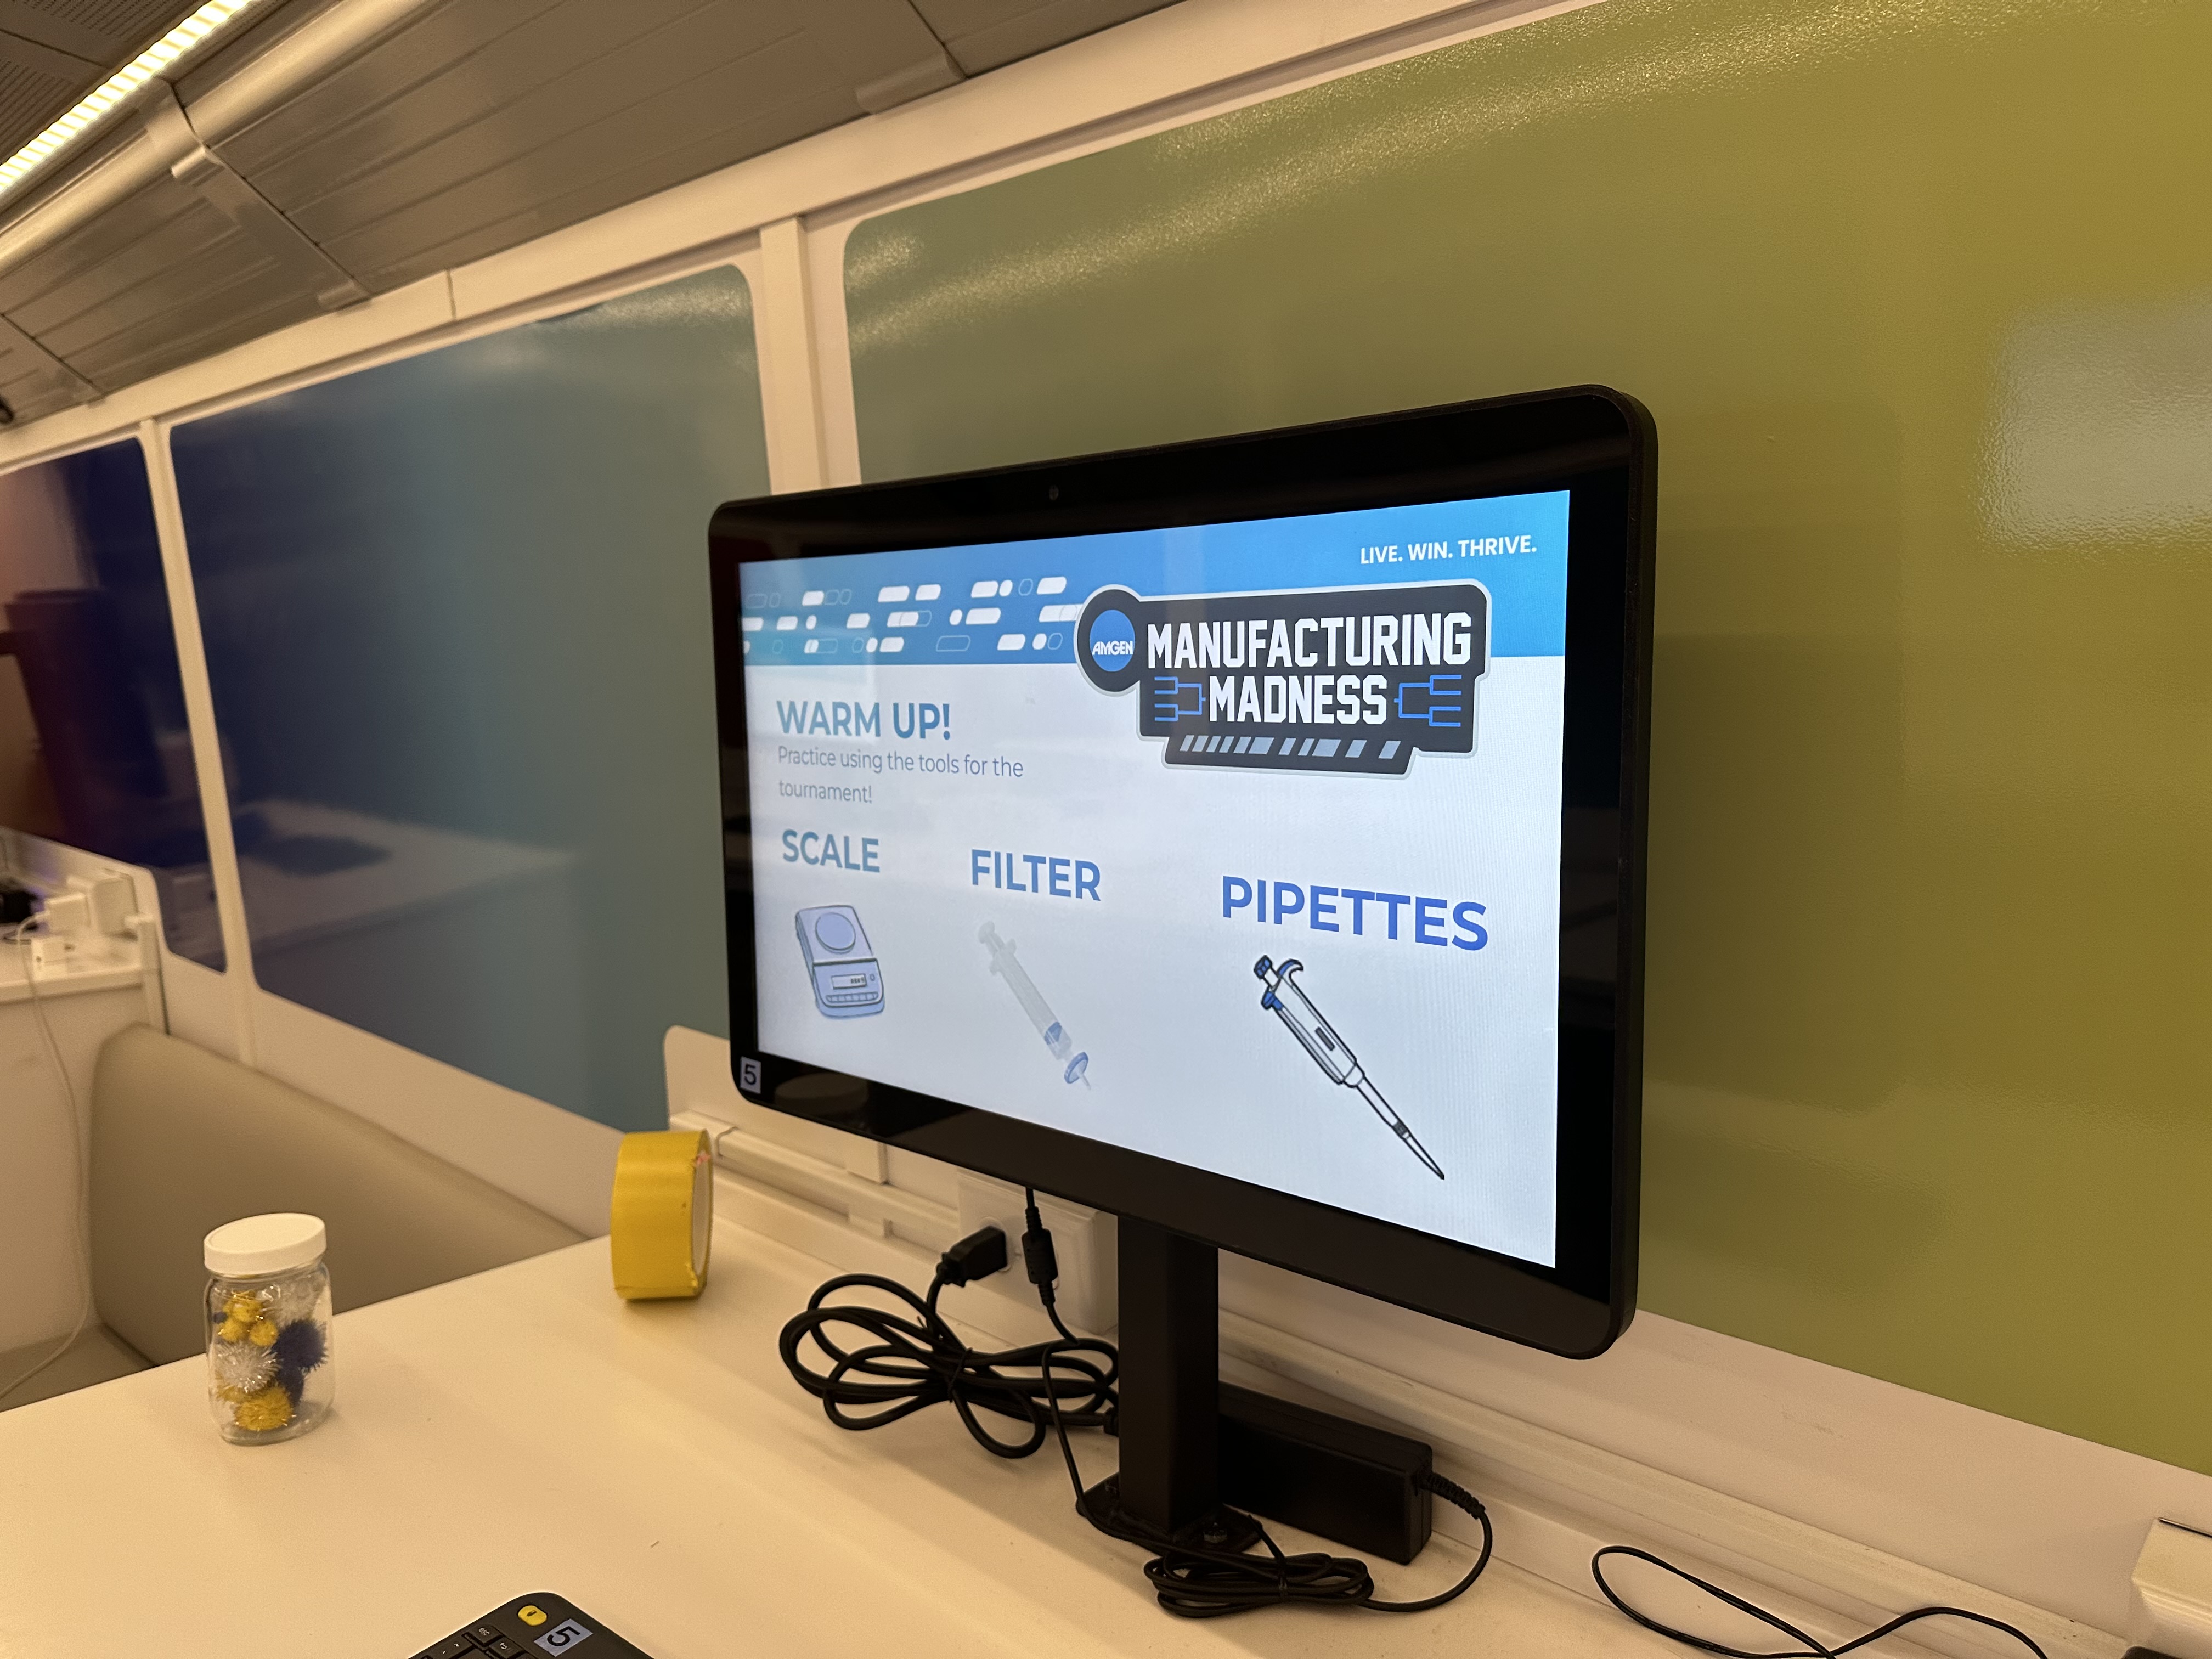 LIVE. WIN. THRIVE.
AMGEN
MANUFACTURING
MADNESS
WARM UP!
Practice using the tools for the
tournament!
SCALE
FILTER
PIPETTES
5
5